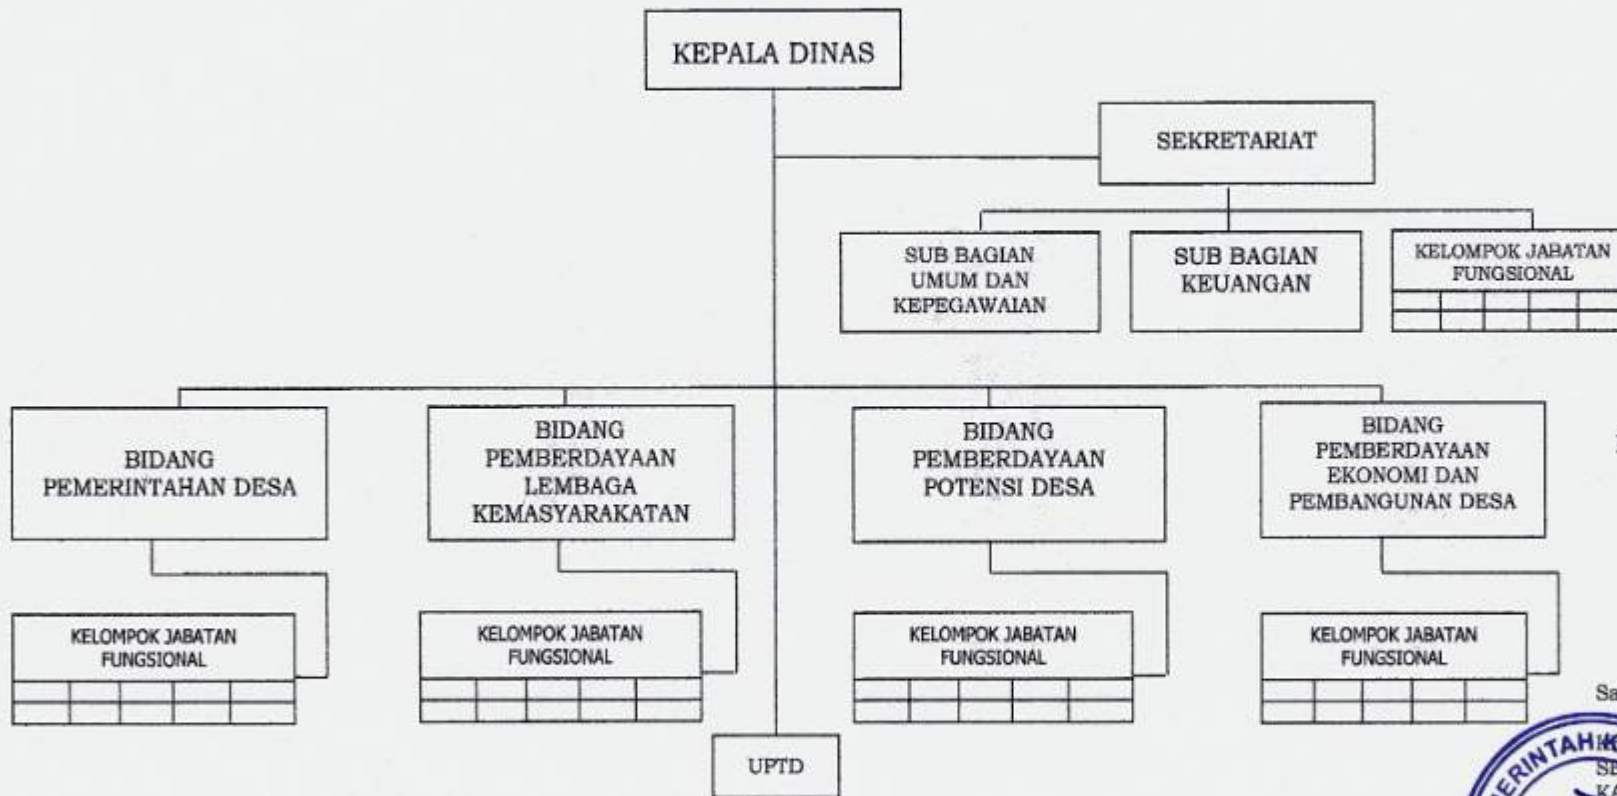 KEPALA DINAS
SEKRETARIAT
SUB BAGIAN
UMUM DAN
KEPEGAWAIAN
SUB BAGIAN
KEUANGAN
KELOMPOK JABATAN
FUNGSIONAL
BIDANG
PEMERINTAHAN DESA
BIDANG
PEMBERDAYAAN
LEMBAGA
KEMASYARAKATAN
BIDANG
PEMBERDAYAAN
POTENSI DESA
BIDANG
PEMBERDAYAAN
EKONOMI DAN
PEMBANGUNAN DESA
KELOMPOK JABATAN
FUNGSIONAL
KELOMPOK JABATAN
FUNGSIONAL
KELOMPOK JABATAN
FUNGSIONAL
KELOMPOK JABATAN
FUNGSIONAL
UPTD
Sa